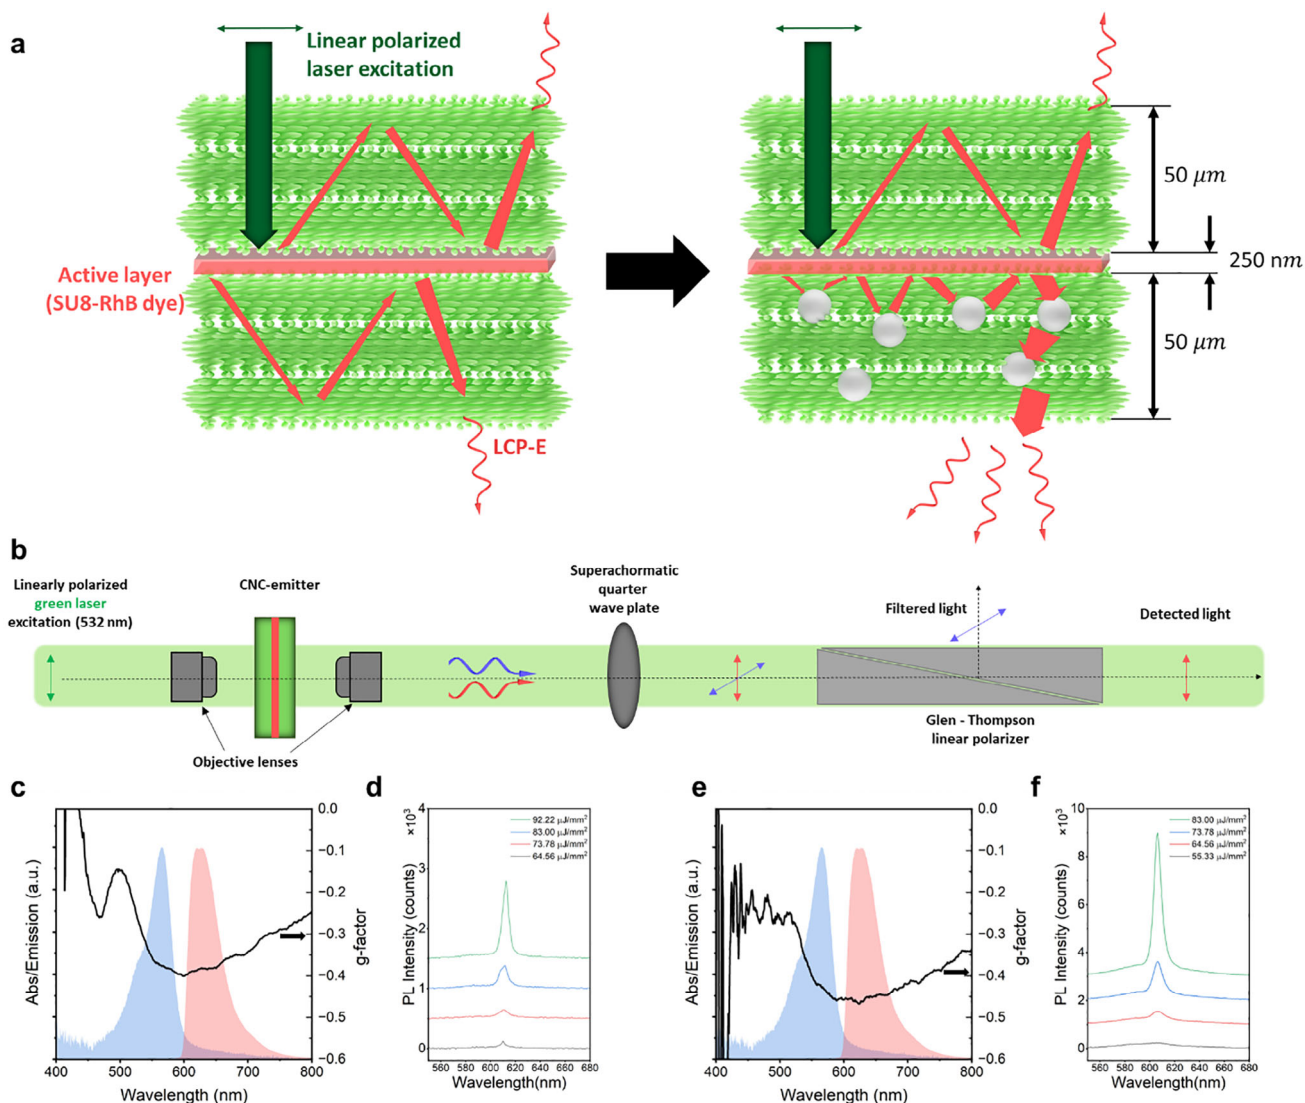 a
Linear polarized
laser excitation
Active layer
(SU8-RhB dye)
LCP-E
50 μm
250 nm
50 μm
b
Linearly polarized
green laser
excitation (532 nm)
CNC-emitter
Objective lenses
Superachormatic
quarter
wave plate
Filtered light
Detected light
Glen - Thompson
linear polarizer
c
Abs/Emission (a.u.)
0.0
−0.1
−0.2
−0.3
−0.4
−0.5
−0.6
g-factor
400 500 600 700 800
Wavelength (nm)
d
×10³
PL Intensity (counts)
4
3
2
1
0
92.22 μJ/mm²
83.00 μJ/mm²
73.78 μJ/mm²
64.56 μJ/mm²
560 580 600 620 640 660 680
Wavelength(nm)
e
Abs/Emission (a.u.)
0.0
−0.1
−0.2
−0.3
−0.4
−0.5
−0.6
g-factor
400 500 600 700 800
Wavelength (nm)
f
×10³
PL Intensity (counts)
10
8
6
4
2
0
83.00 μJ/mm²
73.78 μJ/mm²
64.56 μJ/mm²
55.33 μJ/mm²
560 580 600 620 640 660 680
Wavelength(nm)